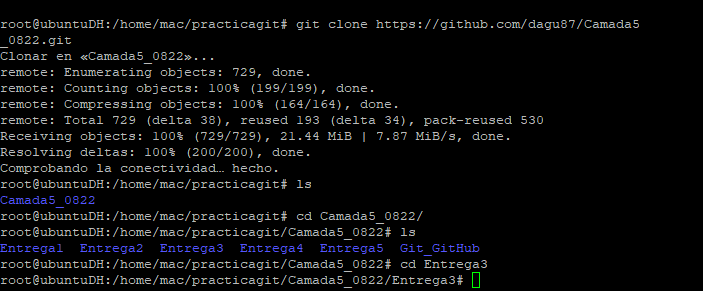 root@ubuntuDH:/home/mac/practicagit# git clone https://github.com/dagu87/Camada5
_0822.git
Clonar en «Camada5_0822»...
remote: Enumerating objects: 729, done.
remote: Counting objects: 100% (199/199), done.
remote: Compressing objects: 100% (164/164), done.
remote: Total 729 (delta 38), reused 193 (delta 34), pack-reused 530
Receiving objects: 100% (729/729), 21.44 MiB | 7.87 MiB/s, done.
Resolving deltas: 100% (200/200), done.
Comprobando la conectividad… hecho.
root@ubuntuDH:/home/mac/practicagit# ls
Camada5_0822
root@ubuntuDH:/home/mac/practicagit# cd Camada5_0822/
root@ubuntuDH:/home/mac/practicagit/Camada5_0822# ls
Entrega1  Entrega2  Entrega3  Entrega4  Entrega5  Git_GitHub
root@ubuntuDH:/home/mac/practicagit/Camada5_0822# cd Entrega3
root@ubuntuDH:/home/mac/practicagit/Camada5_0822/Entrega3#